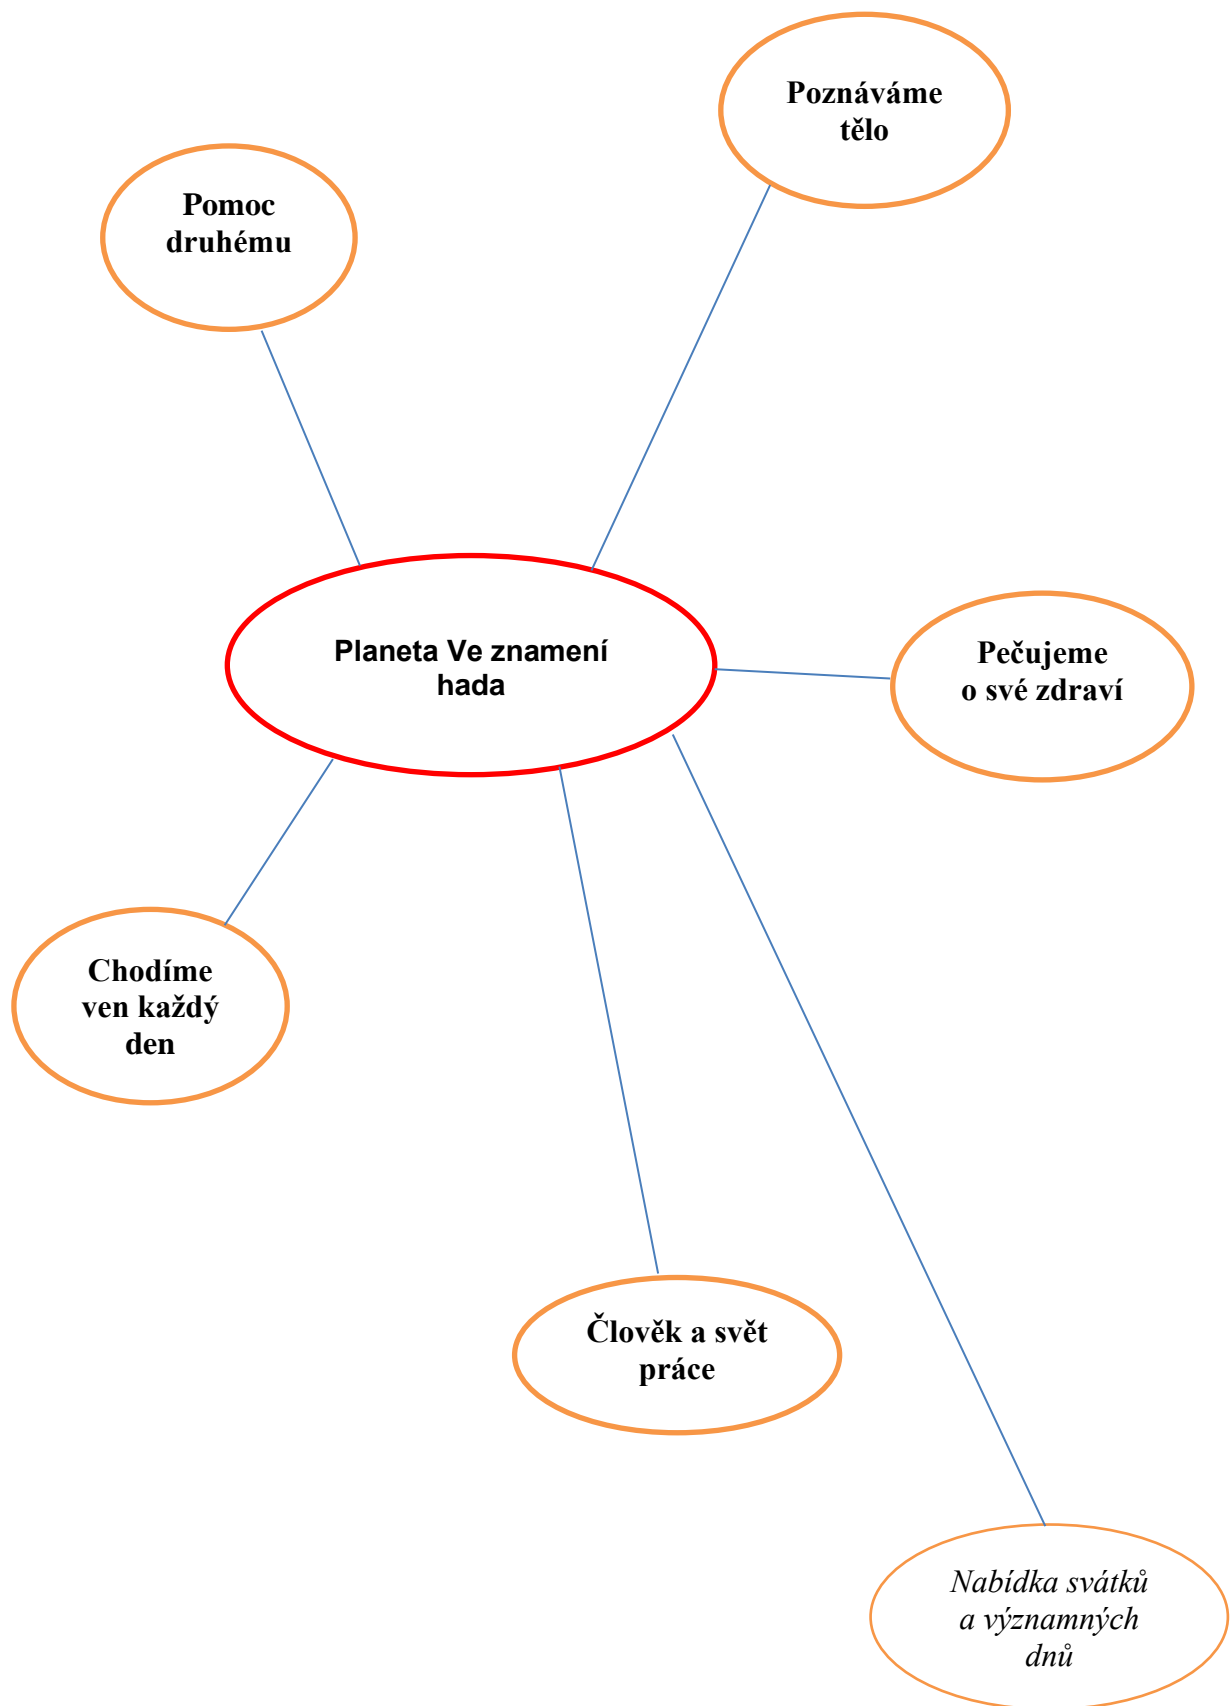 Poznáváme
tělo
Pomoc
druhému
Planeta Ve znamení
hada
Pečujeme
o své zdraví
Chodíme
ven každý
den
Člověk a svět
práce
Nabídka svátků
a významných
dnů